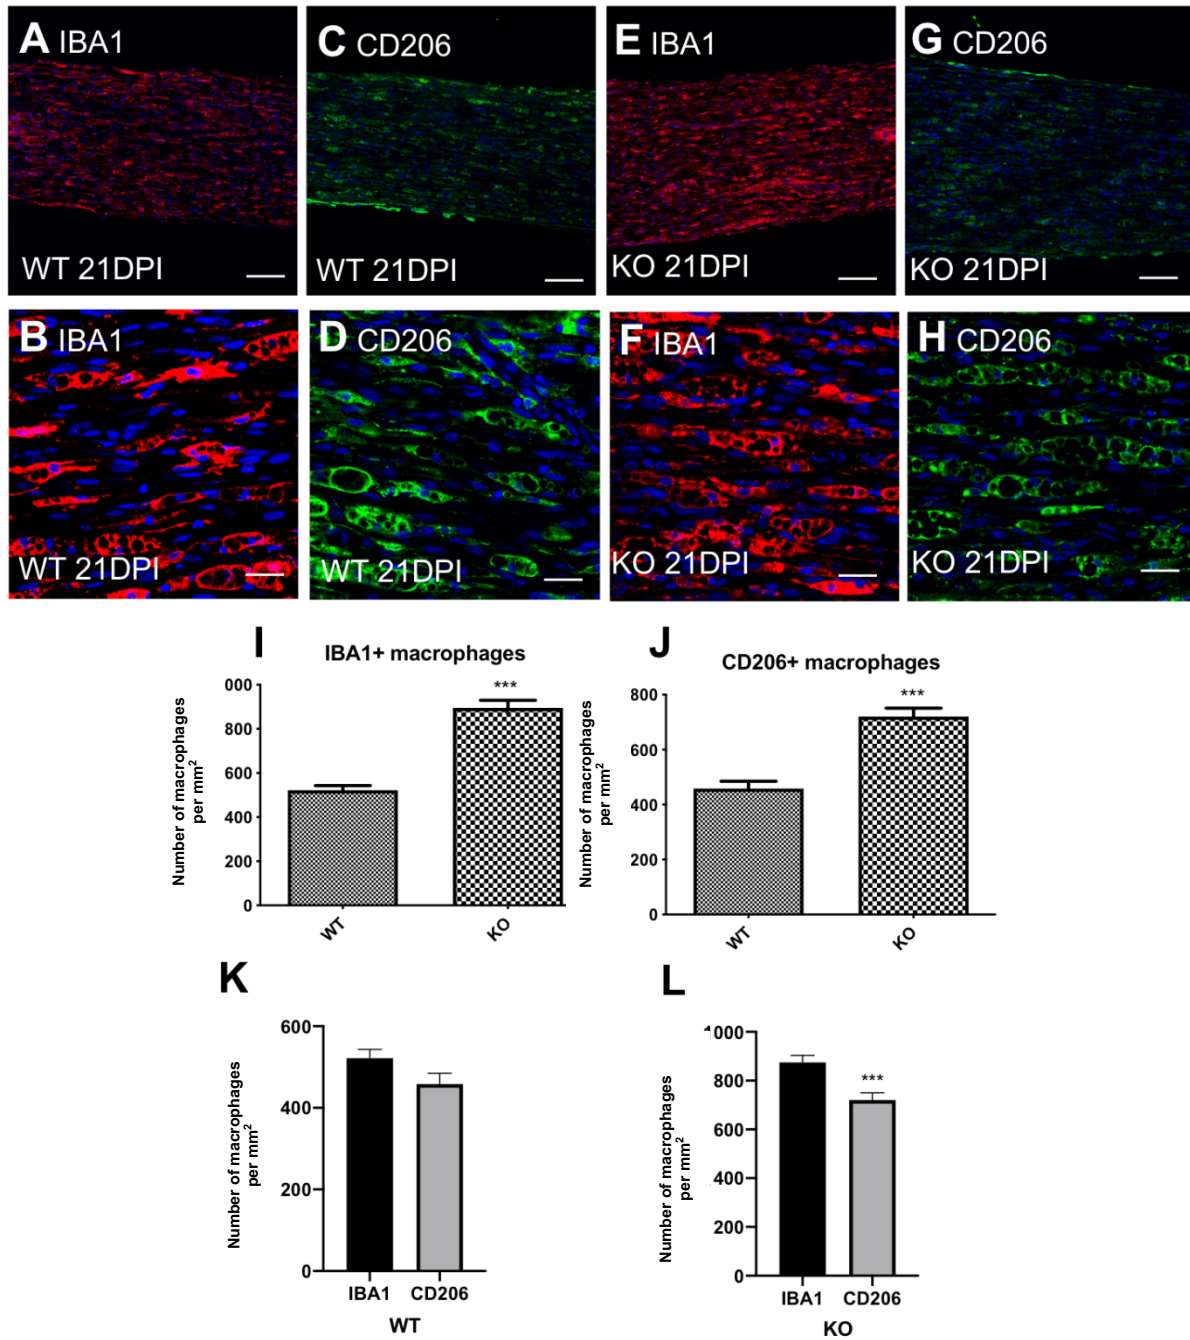 A IBA1
WT 21DPI
C CD206
WT 21DPI
E IBA1
KO 21DPI
G CD206
KO 21DPI
B IBA1
WT 21DPI
D CD206
WT 21DPI
F IBA1
KO 21DPI
H CD206
KO 21DPI
I
IBA1+ macrophages
Number of macrophages
per mm²
000
800
600
400
200
0
***
WT
KO
J
CD206+ macrophages
Number of macrophages
per mm²
800
600
400
200
0
***
WT
KO
K
Number of macrophages
per mm²
600
400
200
0
IBA1 CD206
WT
L
Number of macrophages
per mm²
1000
800
600
400
200
0
***
IBA1 CD206
KO